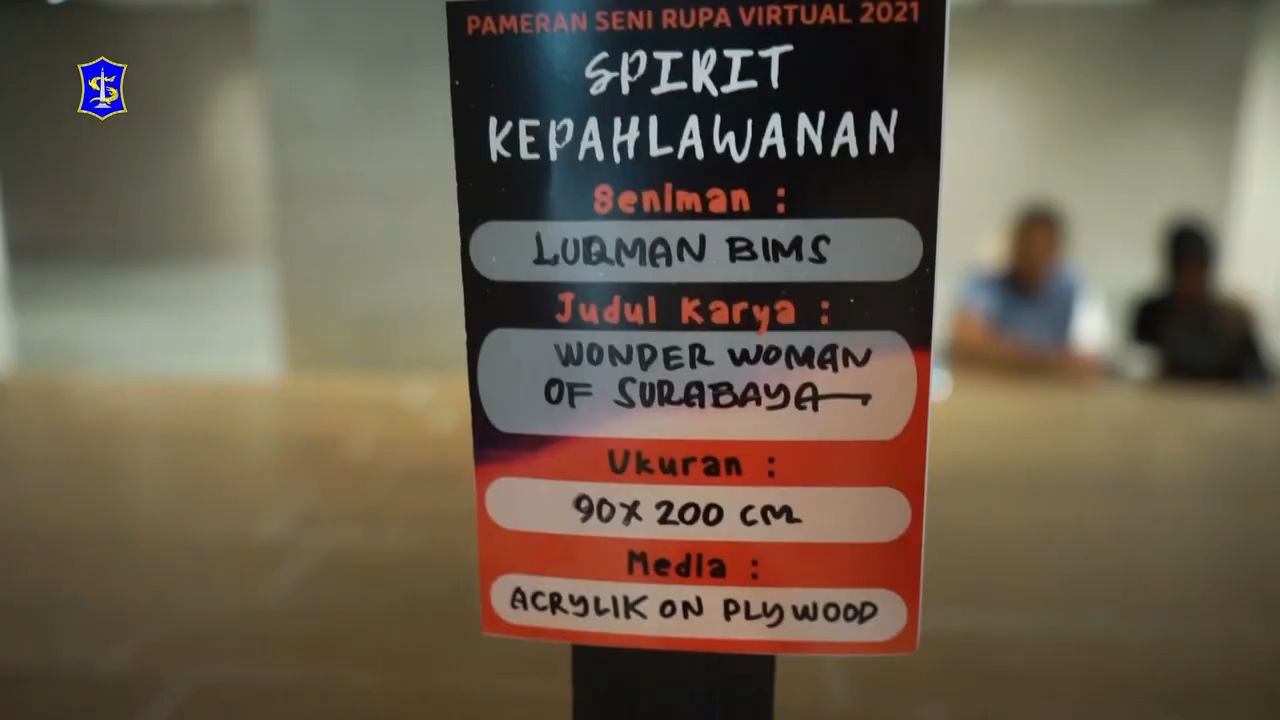 PAMERAN SENI RUPA VIRTUAL 2021
SPIRIT
KEPAHLAWANAN
Seniman :
LUQMAN BIMS
Judul Karya :
WONDER WOMAN
OF SURABAYA
Ukuran :
90 X 200 CM
Media :
ACRYLIK ON PLYWOOD